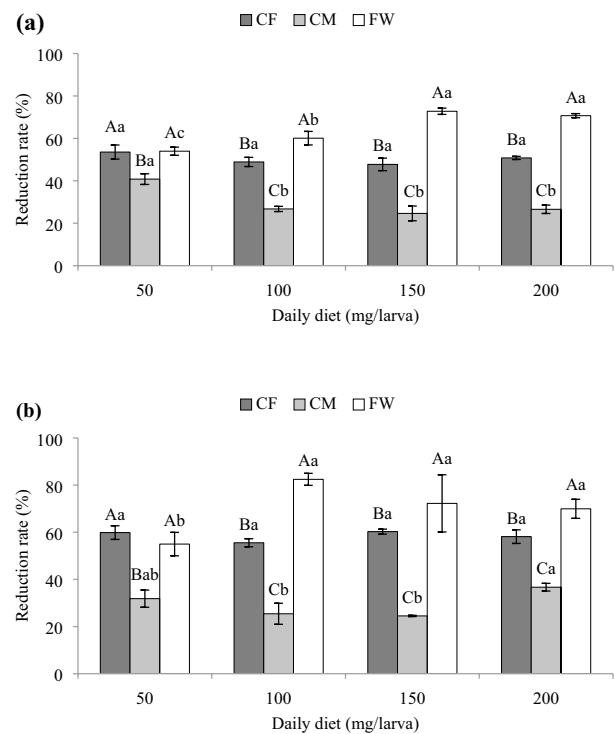 (a)
CF CM FW
Reduction rate (%)
100
80
60
40
20
0
Aa Ba Ac
Ba Cb Ab
Ba Cb Aa
Ba Cb Aa
50 100 150 200
Daily diet (mg/larva)
(b)
CF CM FW
Reduction rate (%)
100
80
60
40
20
0
Aa Bab Ab
Ba Cb Aa
Ba Cb Aa
Ba Ca Aa
50 100 150 200
Daily diet (mg/larva)